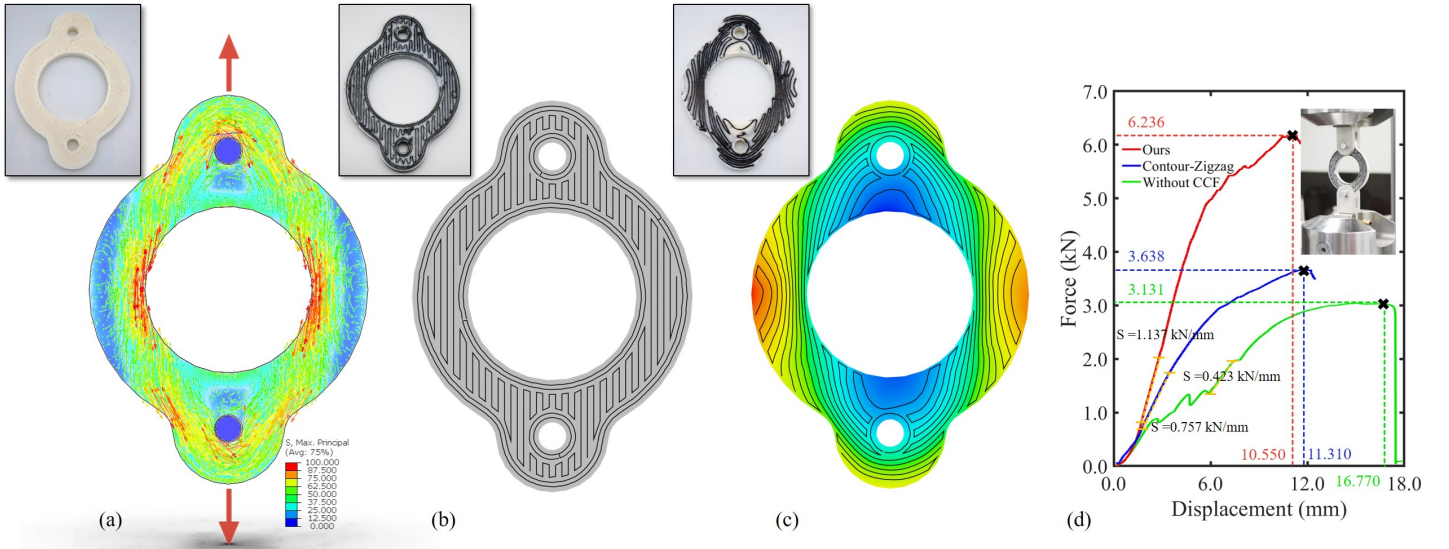 S, Max. Principal
(Avg: 75%)
100.000
87.500
75.000
62.500
50.000
37.500
25.000
12.500
0.000
(a)
(b)
(c)
7.0
6.0
5.0
4.0
3.0
2.0
1.0
0.0
Force (kN)
6.236
Ours
Contour-Zigzag
Without CCF
3.638
3.131
S =1.137 kN/mm
S =0.423 kN/mm
S =0.757 kN/mm
10.550
11.310
16.770
0.0
6.0
12.0
18.0
Displacement (mm)
(d)